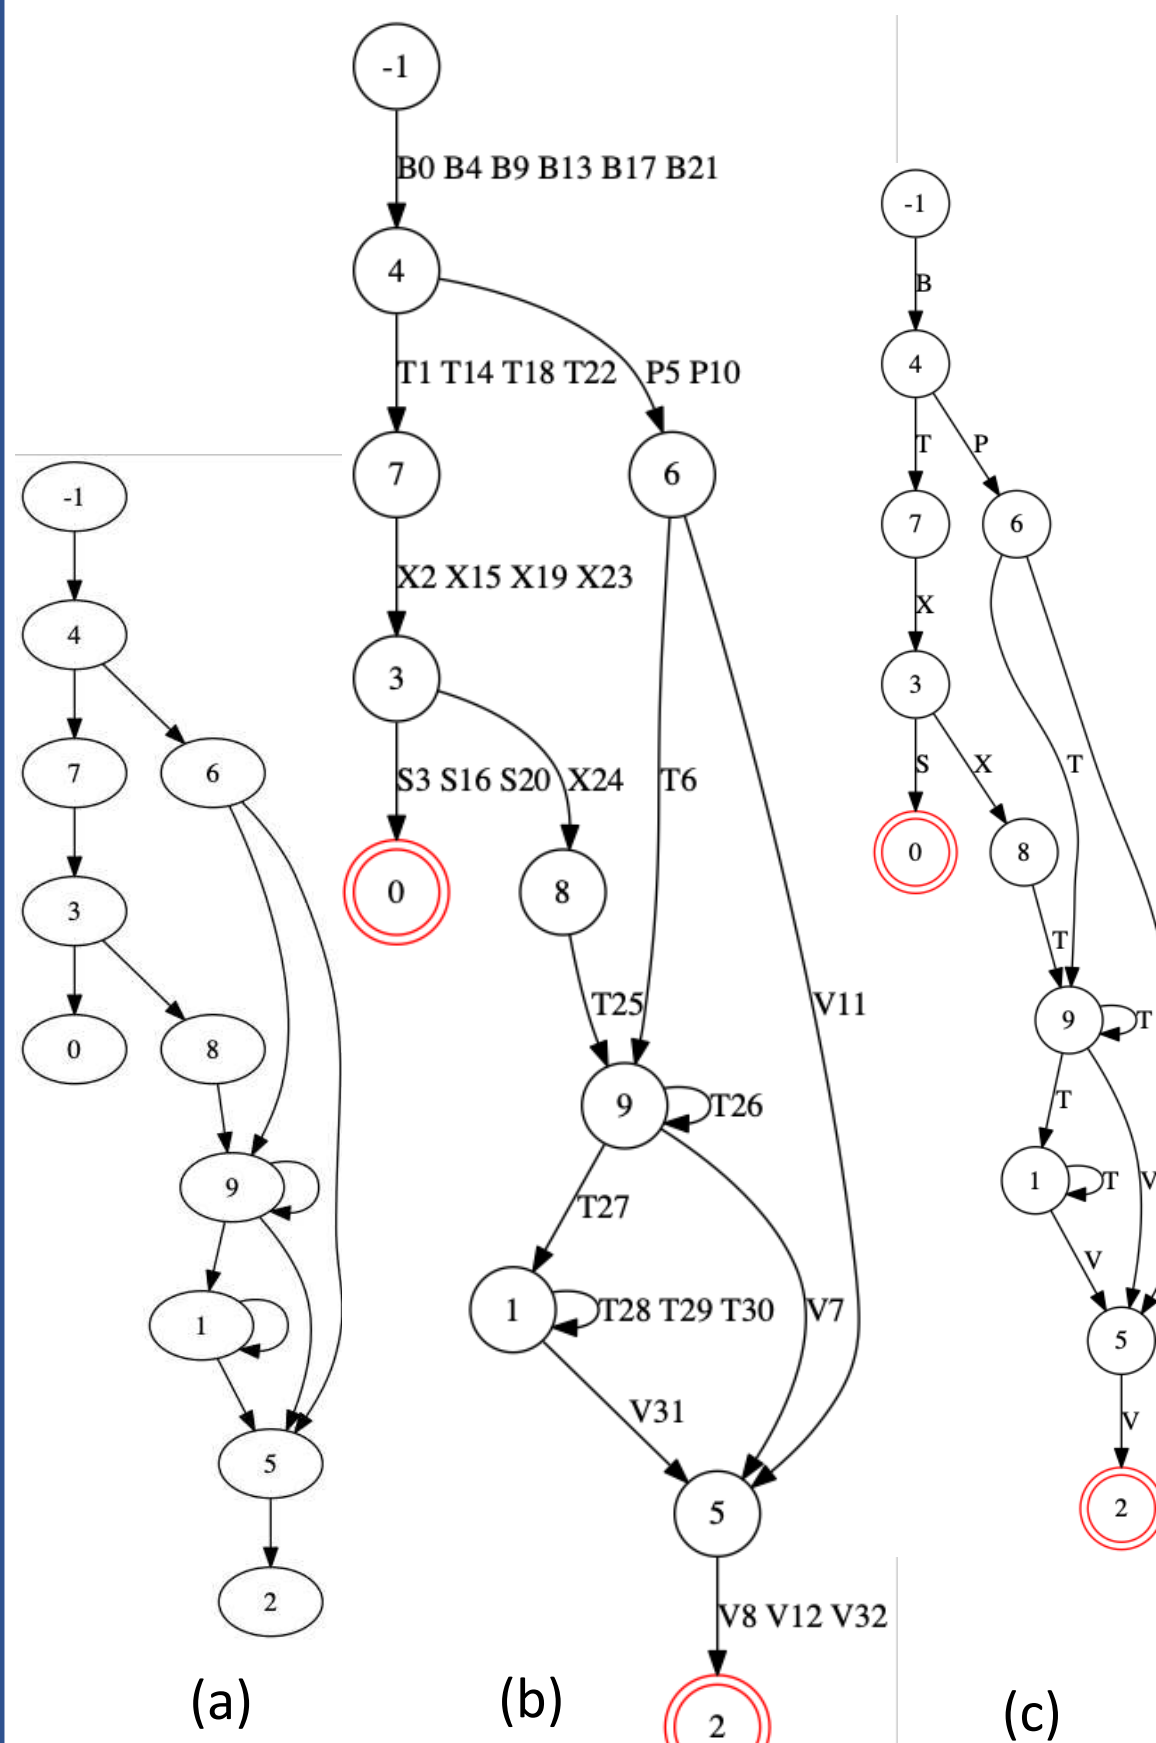 -1
4
7
6
3
0
8
9
1
5
2
(a)
-1
B0 B4 B9 B13 B17 B21
4
T1 T14 T18 T22
P5 P10
7
6
X2 X15 X19 X23
3
S3 S16 S20
X24
T6
0
8
T25
V11
9
T26
T27
1
T28 T29 T30
V7
V31
5
V8 V12 V32
2
(b)
-1
B
4
T
P
7
6
X
3
S
X
T
0
8
T
9
T
T
1
T
V
V
5
V
2
(c)